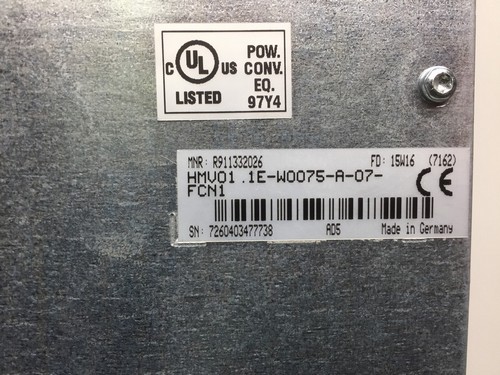 POW.
C UL US CONV.
EQ.
LISTED 97Y4
MNR: R911332026 FD: 15W16 (7162)
HMV01.1E-W0075-A-07-
FCN1
CE
SN: 7260403477738 AD5 Made in Germany